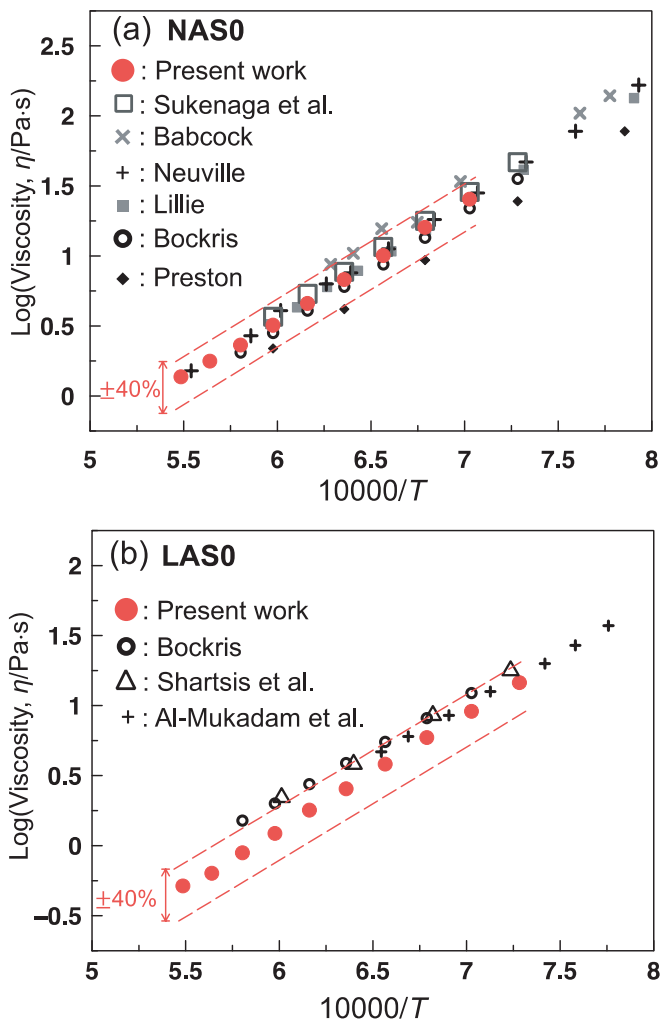 (a) NAS0
: Present work
: Sukenaga et al.
: Babcock
: Neuville
: Lillie
: Bockris
: Preston
±40%
Log(Viscosity, η/Pa·s)
2.5
2
1.5
1
0.5
0
5 5.5 6 6.5 7 7.5 8
10000/T
(b) LAS0
: Present work
: Bockris
: Shartsis et al.
: Al-Mukadam et al.
±40%
Log(Viscosity, η/Pa·s)
2
1.5
1
0.5
0
−0.5
5 5.5 6 6.5 7 7.5 8
10000/T